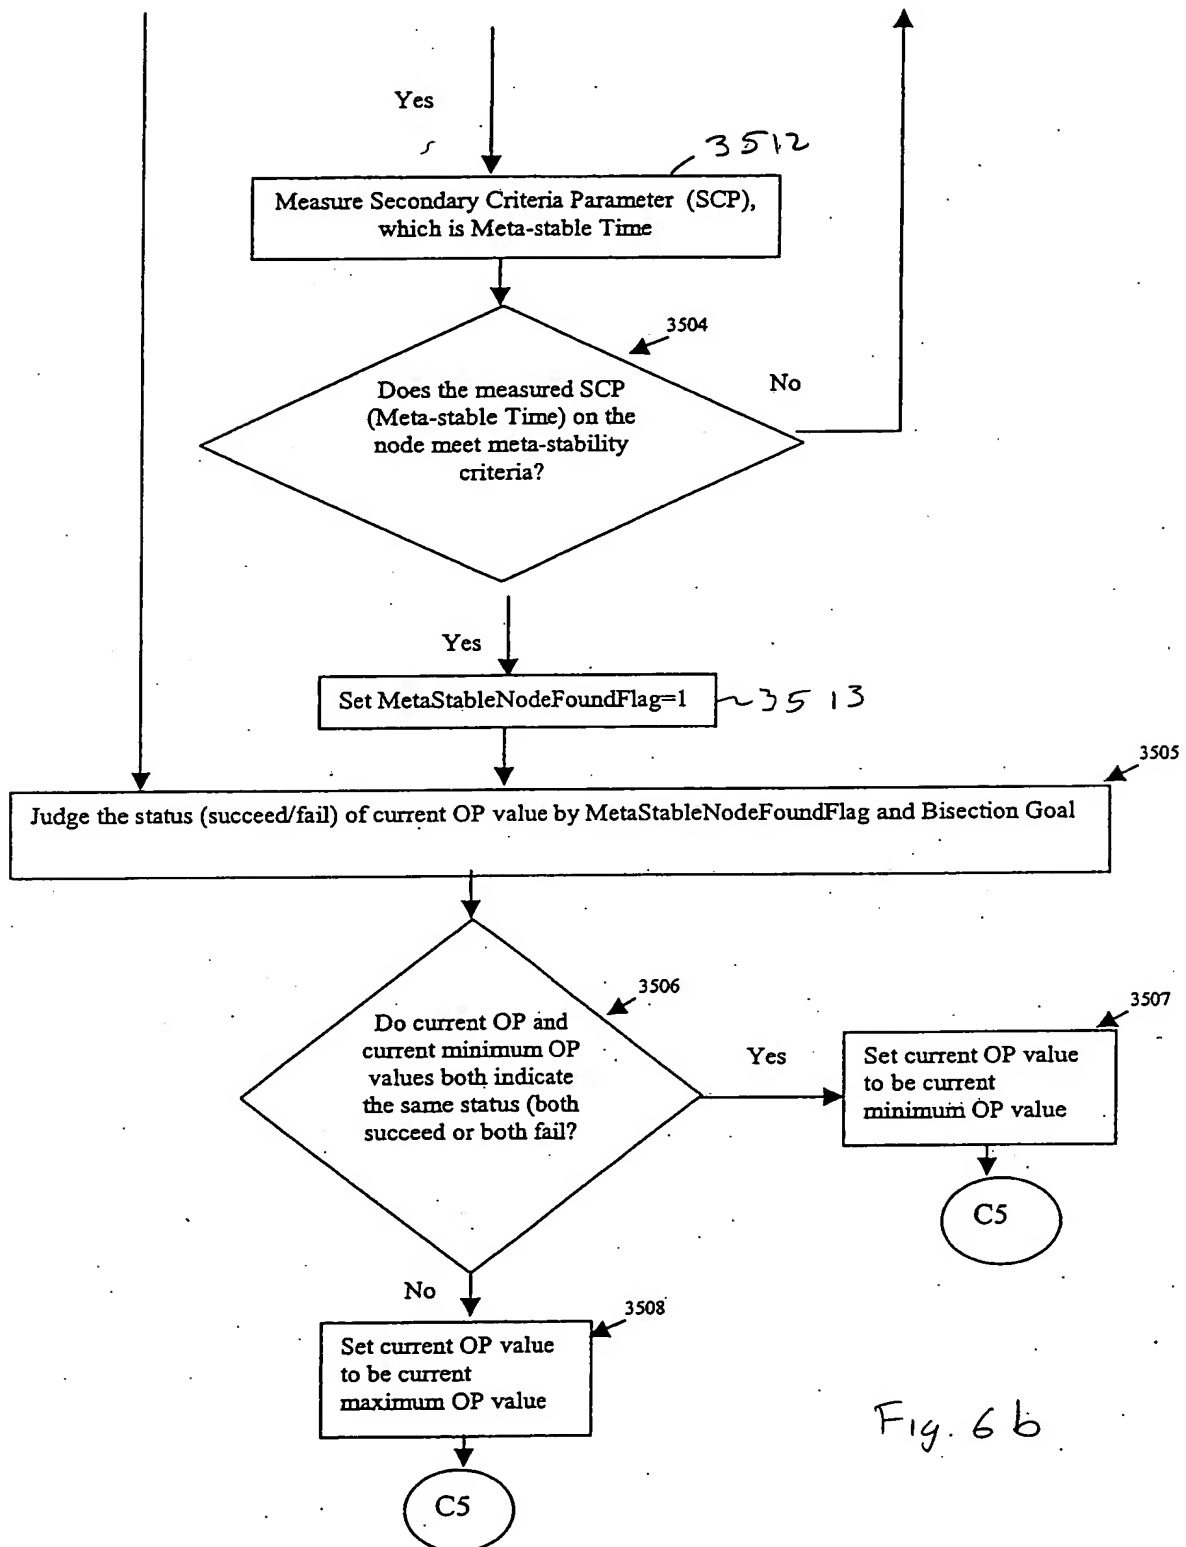 Yes
3512
Measure Secondary Criteria Parameter (SCP),
which is Meta-stable Time
3504
Does the measured SCP
(Meta-stable Time) on the
node meet meta-stability
criteria?
No
Yes
Set MetaStableNodeFoundFlag=1
3513
3505
Judge the status (succeed/fail) of current OP value by MetaStableNodeFoundFlag and Bisection Goal
3506
Do current OP and
current minimum OP
values both indicate
the same status (both
succeed or both fail?
Yes
3507
Set current OP value
to be current
minimum OP value
C5
No
3508
Set current OP value
to be current
maximum OP value
C5
Fig. 6b